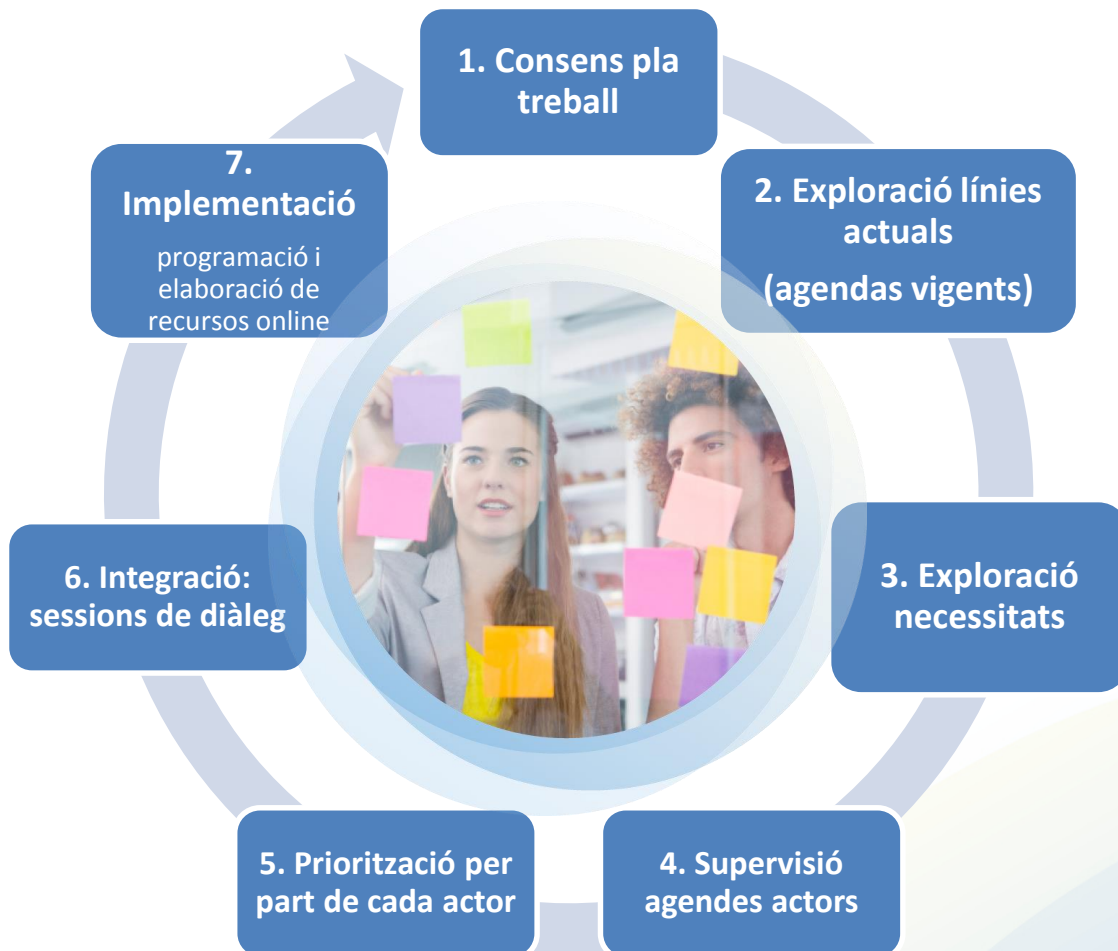 1. Consens pla
treball
2. Exploració línies
actuals
(agendas vigents)
3. Exploració
necessitats
4. Supervisió
agendes actors
5. Priorització per
part de cada actor
6. Integració:
sessions de diàleg
7.
Implementació
programació i
elaboració de
recursos online